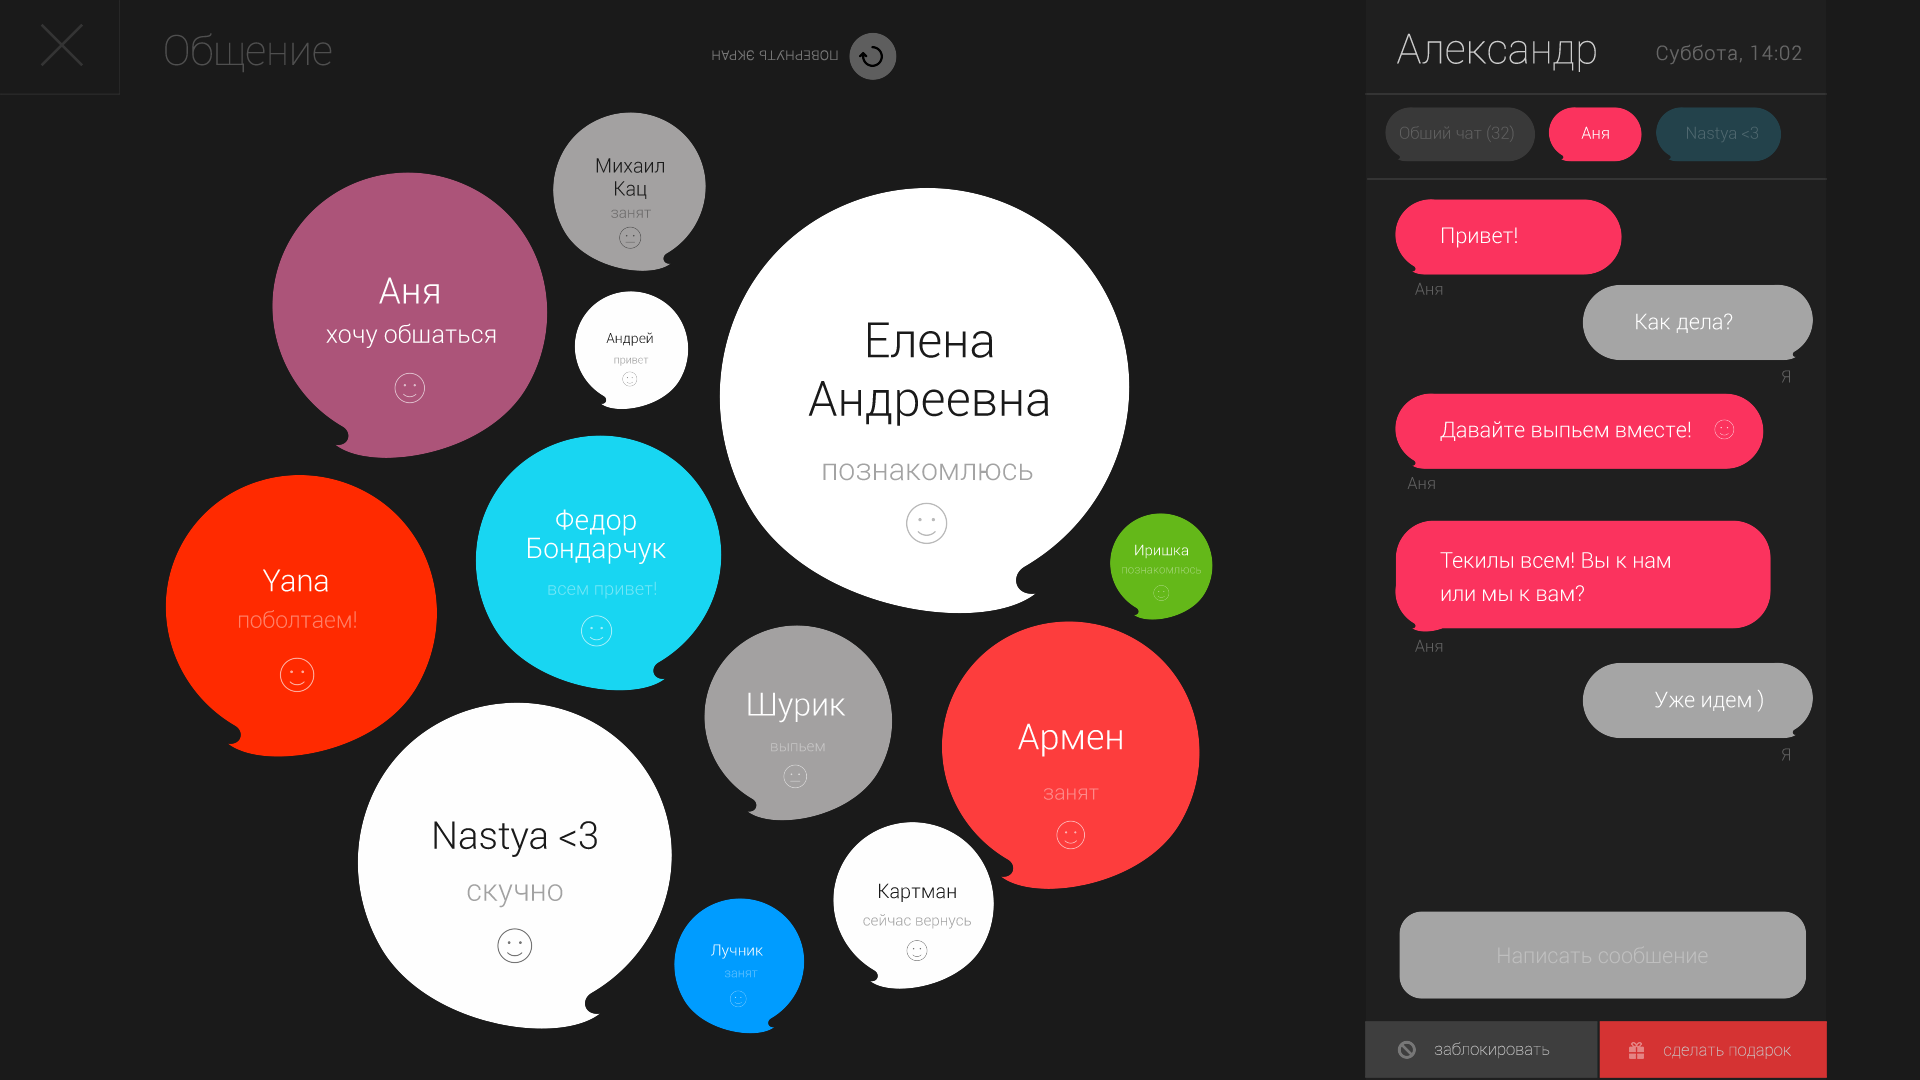 Общение
ПОВЕРНУТЬ ЭКРАН
Михаил
Кац
занят
Аня
хочу обшаться
Андрей
привет
Елена
Андреевна
познакомлюсь
Федор
Бондарчук
всем привет!
Иришка
познакомлюсь
Yana
поболтаем!
Шурик
выпьем
Армен
занят
Nastya <3
скучно
Картман
сейчас вернусь
Лучник
занят
Александр
Суббота, 14:02
Обший чат (32)
Аня
Nastya <3
Привет!
Аня
Как дела?
Я
Давайте выпьем вместе!
Аня
Текилы всем! Вы к нам
или мы к вам?
Аня
Уже идем )
Я
Написать сообшение
заблокировать
сделать подарок